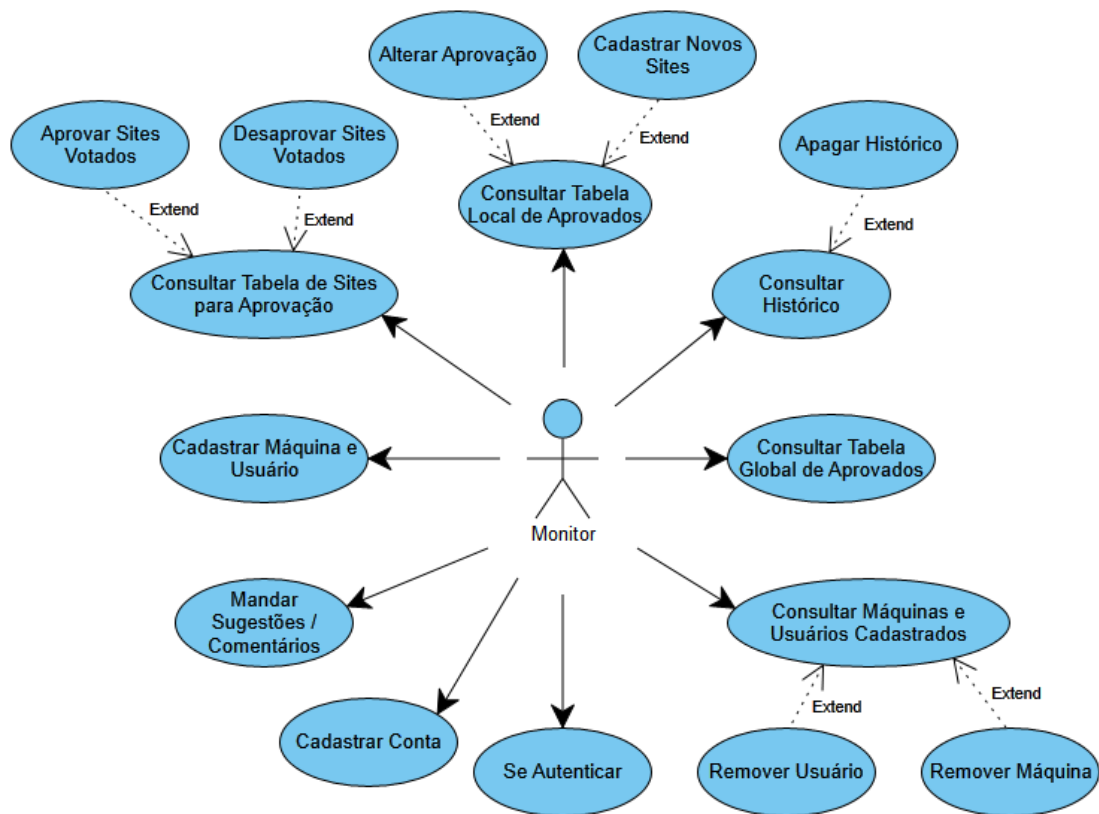 Alterar Aprovação
Cadastrar Novos
Sites
Aprovar Sites
Votados
Desaprovar Sites
Votados
Apagar Histórico
Extend
Extend
Extend
Extend
Extend
Consultar Tabela
Local de Aprovados
Consultar Tabela de Sites
para Aprovação
Consultar
Histórico
Cadastrar Máquina e
Usuário
Consultar Tabela
Global de Aprovados
Monitor
Mandar
Sugestões /
Comentários
Consultar Máquinas e
Usuários Cadastrados
Extend
Extend
Cadastrar Conta
Se Autenticar
Remover Usuário
Remover Máquina